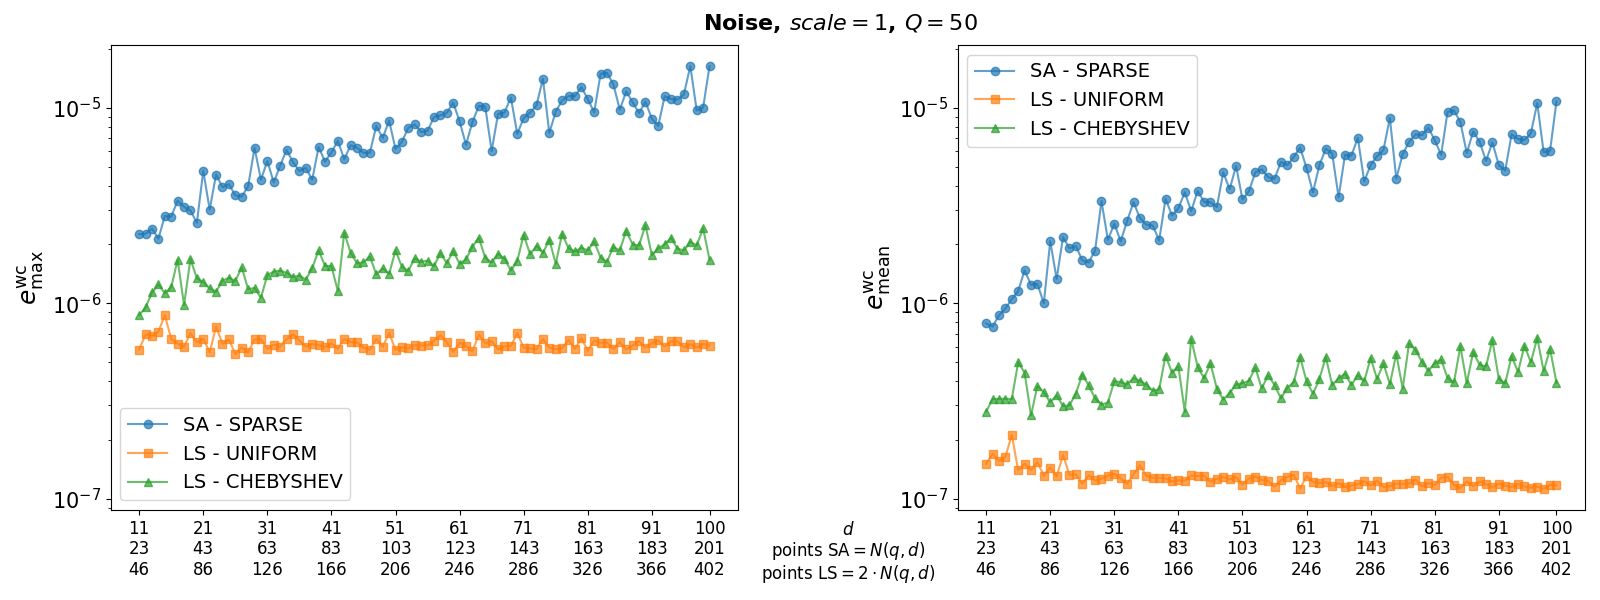 Noise, scale = 1, Q = 50
10⁻⁵
10⁻⁶
10⁻⁷
e^wc_max
SA - SPARSE
LS - UNIFORM
LS - CHEBYSHEV
11 21 31 41 51 61 71 81 91 100
23 43 63 83 103 123 143 163 183 201
46 86 126 166 206 246 286 326 366 402
d
points SA = N(q, d)
points LS = 2 · N(q, d)
10⁻⁵
10⁻⁶
10⁻⁷
e^wc_mean
SA - SPARSE
LS - UNIFORM
LS - CHEBYSHEV
11 21 31 41 51 61 71 81 91 100
23 43 63 83 103 123 143 163 183 201
46 86 126 166 206 246 286 326 366 402